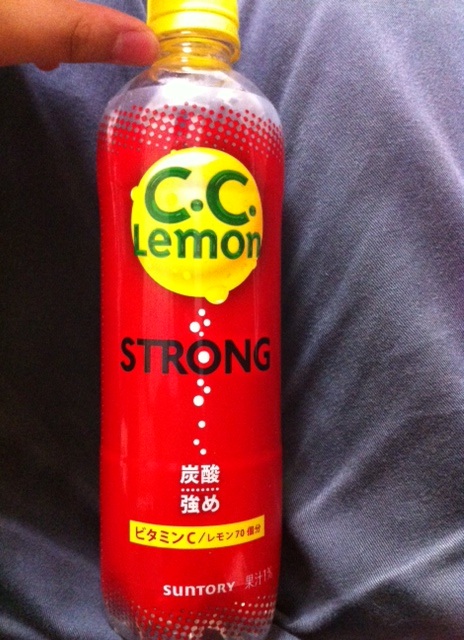 C.C.
Lemon
STRONG
炭酸
強め
ビタミンC/レモン70個分
SUNTORY 果汁1%